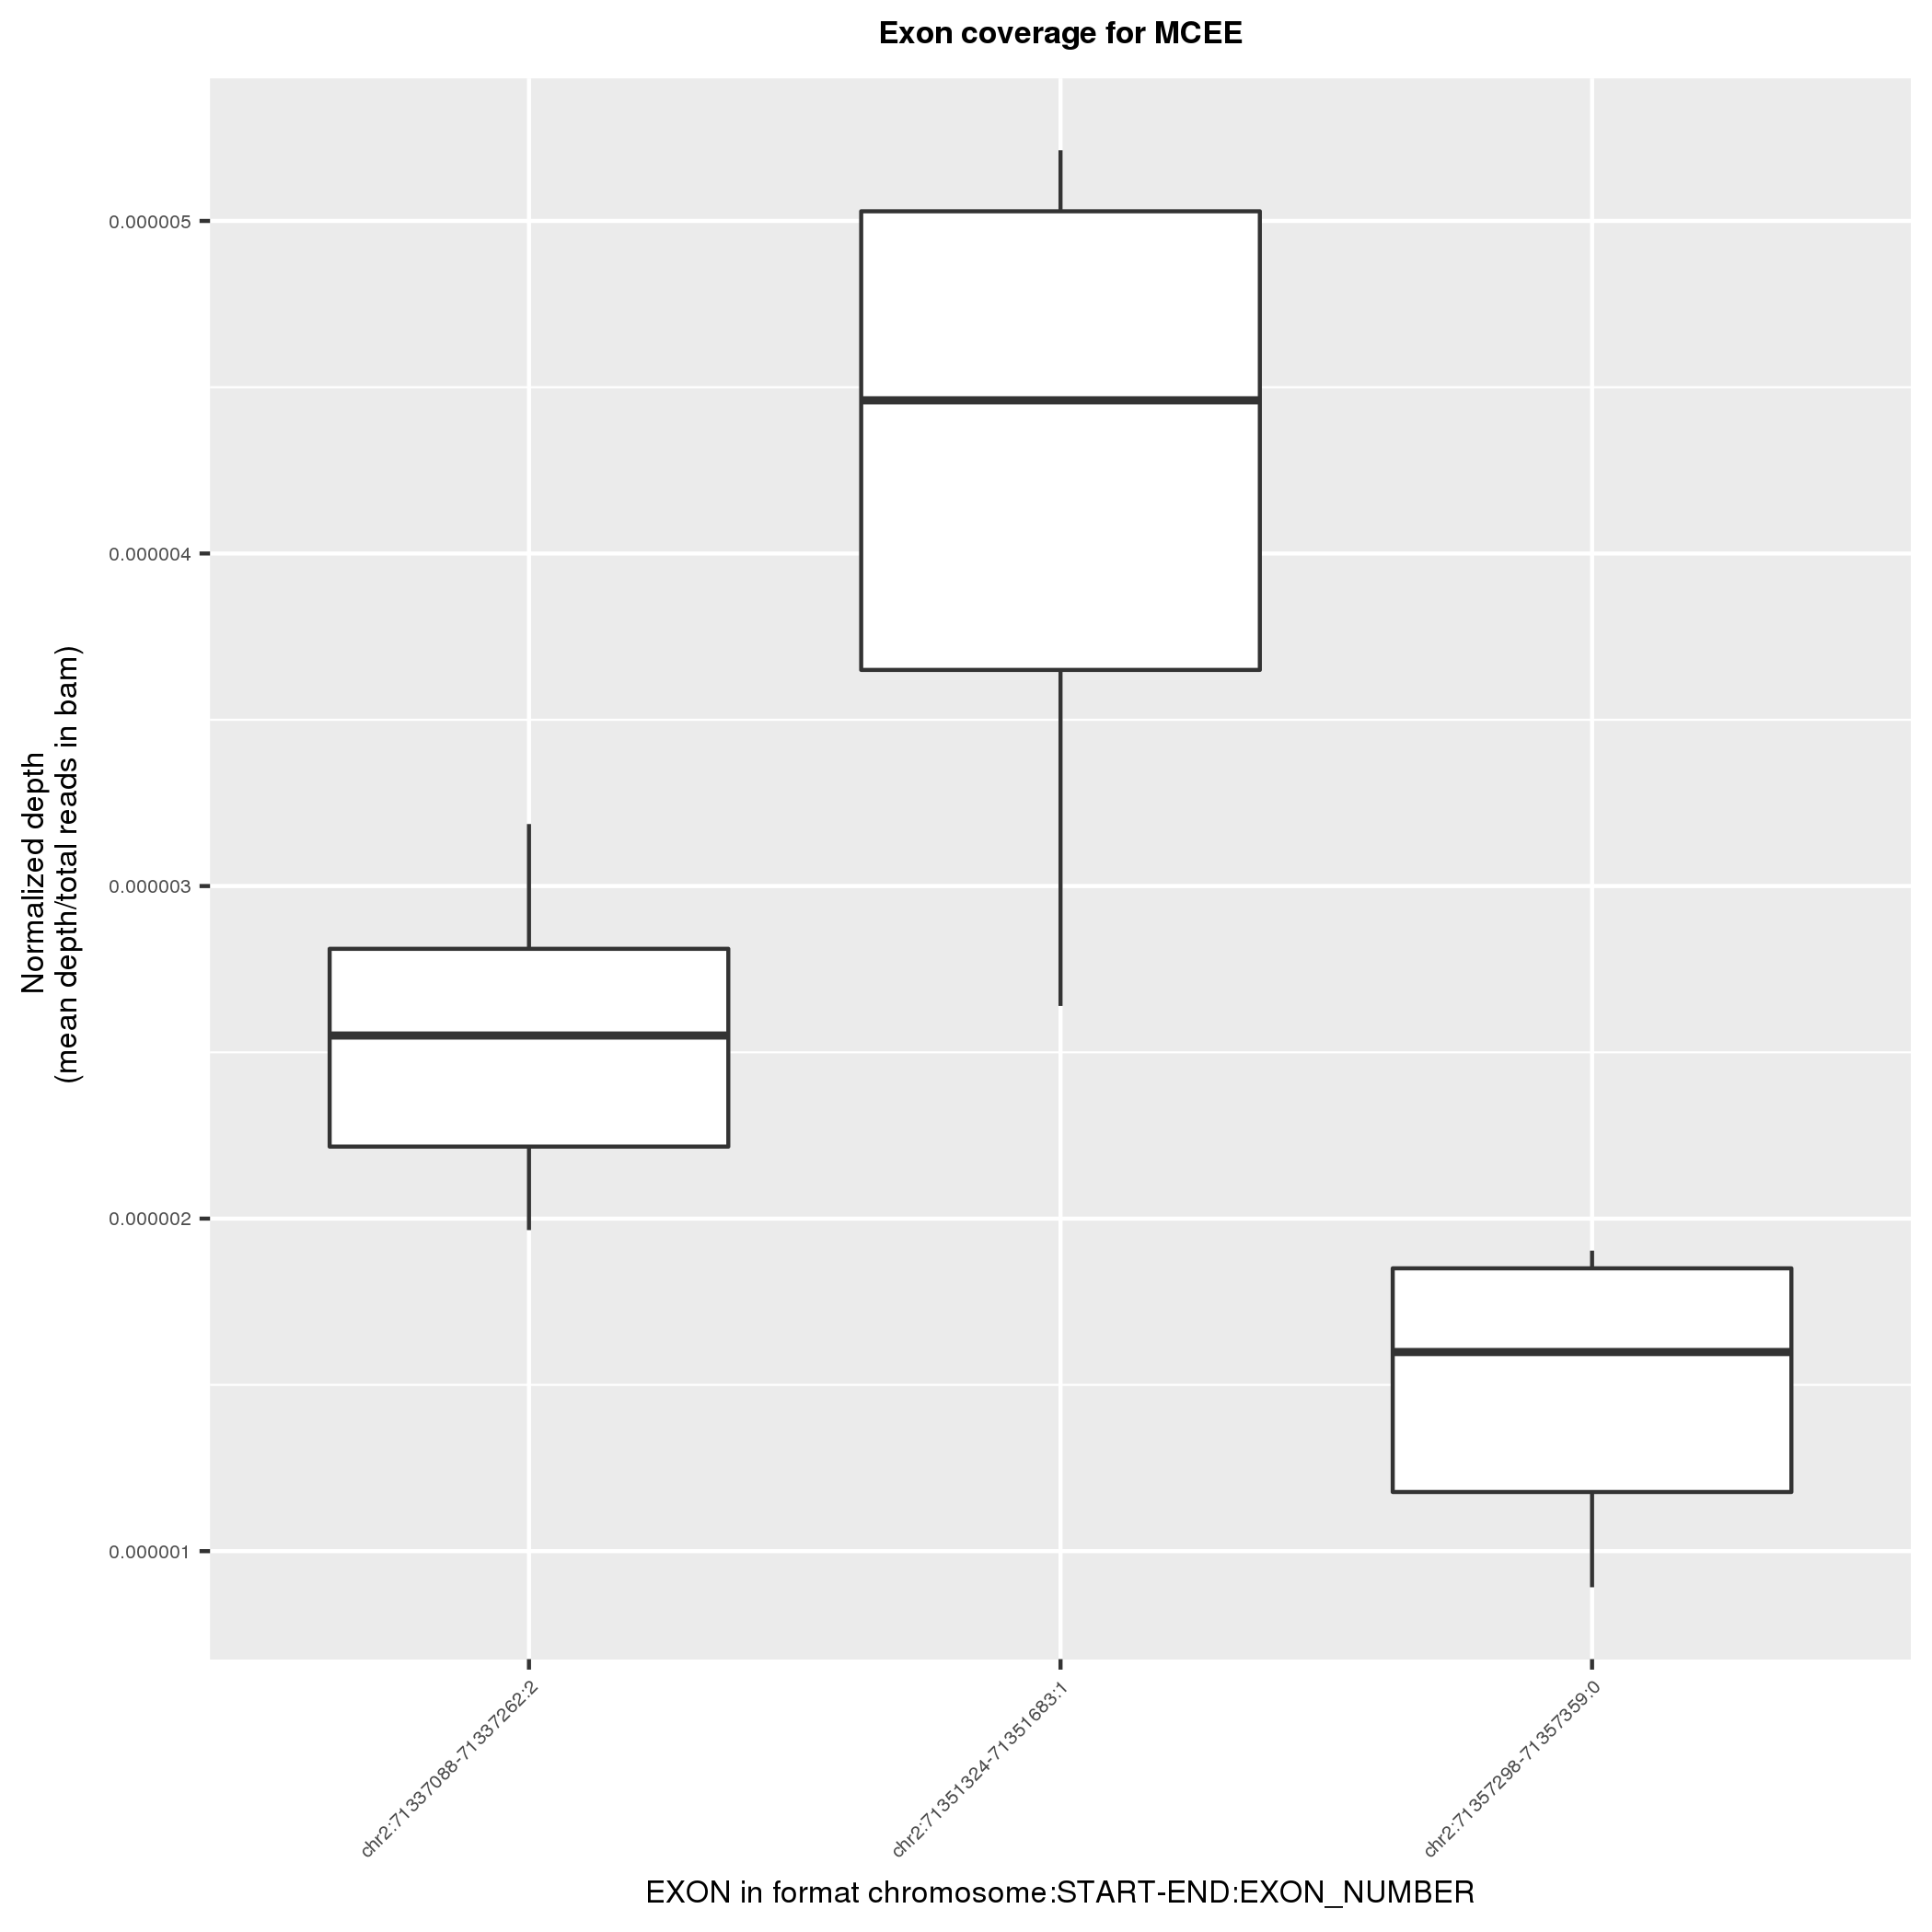 Exon coverage for MCEE
Normalized depth
(mean depth/total reads in bam)
0.000005
0.000004
0.000003
0.000002
0.000001
chr2:71337088-71337262:2
chr2:71351324-71351683:1
chr2:71357298-71357359:0
EXON in format chromosome:START-END:EXON_NUMBER